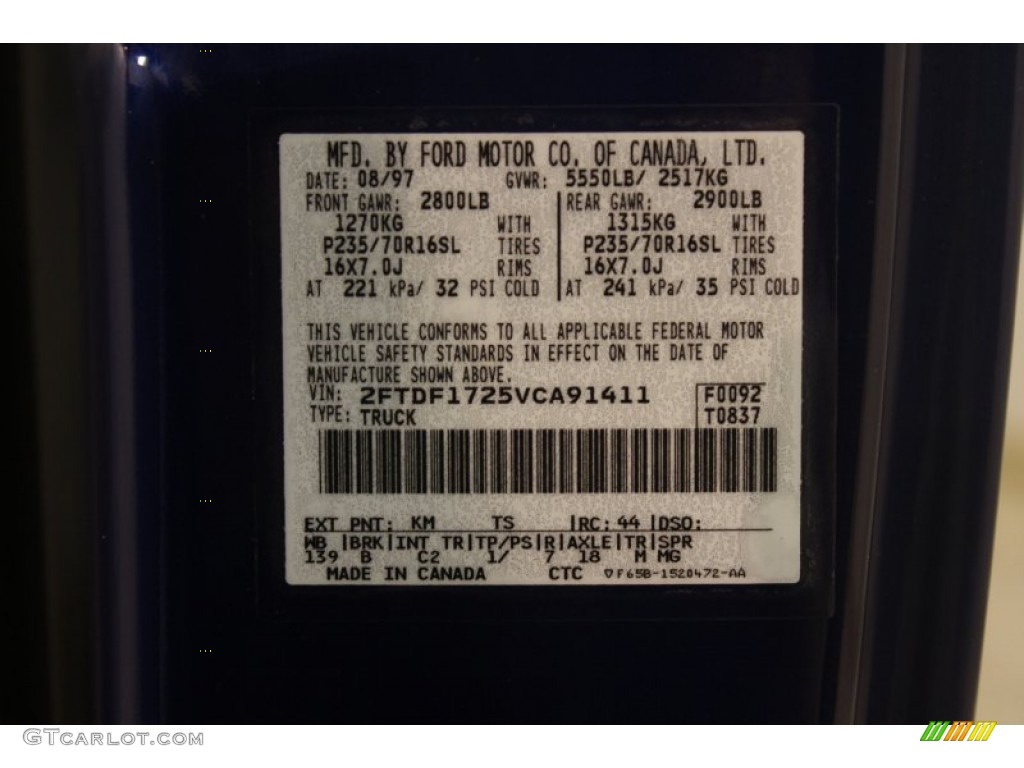 MFD. BY FORD MOTOR CO. OF CANADA, LTD.
DATE: 08/97 GVWR: 5550LB/ 2517KG
FRONT GAWR: 2800LB REAR GAWR: 2900LB
1270KG WITH 1315KG WITH
P235/70R16SL TIRES P235/70R16SL TIRES
16X7.0J RIMS 16X7.0J RIMS
AT 221 kPa/ 32 PSI COLD AT 241 kPa/ 35 PSI COLD
THIS VEHICLE CONFORMS TO ALL APPLICABLE FEDERAL MOTOR
VEHICLE SAFETY STANDARDS IN EFFECT ON THE DATE OF
MANUFACTURE SHOWN ABOVE.
VIN: 2FTDF1725VCA91411 F0092
TYPE: TRUCK T0837
EXT PNT: KM TS |RC: 44 |DSO:
WB |BRK|INT TR|TP/PS|R|AXLE|TR|SPR
139 B C2 1/ 7 18 M MG
MADE IN CANADA CTC ▽F65B-1520472-AA
GTcarlot.com